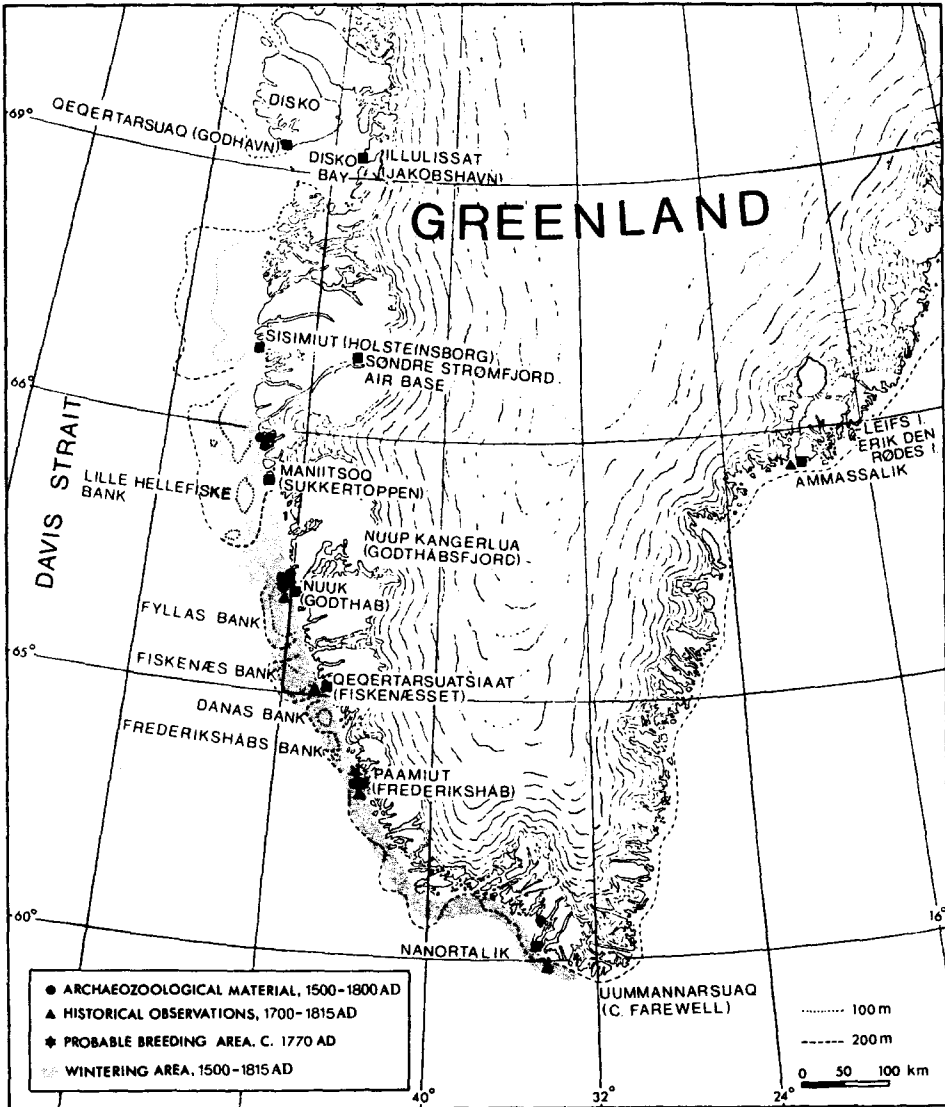 69°
QEQERTARSUAQ (GODHAVN)
DISKO
DISKO
BAY
ILLULISSAT
(JAKOBSHAVN)
GREENLAND
SISIMIUT (HOLSTEINSBORG)
SØNDRE STRØMFJORD
AIR BASE
66°
DAVIS STRAIT
LILLE HELLEFISKE
BANK
MANIITSOQ
(SUKKERTOPPEN)
LEIFS I.
ERIK DEN
RØDES I.
AMMASSALIK
NUUP KANGERLUA
(GODTHÅBSFJORD)
NUUK
(GODTHÅB)
FYLLAS BANK
65°
FISKENÆS BANK
QEQERTARSUATSIAAT
(FISKENÆSSET)
DANAS BANK
FREDERIKSHÅBS BANK
PAAMIUT
(FREDERIKSHÅB)
60°
16°
NANORTALIK
UUMMANNARSUAQ
(C. FAREWELL)
● ARCHAEOZOOLOGICAL MATERIAL, 1500-1800 AD
▲ HISTORICAL OBSERVATIONS, 1700-1815 AD
✱ PROBABLE BREEDING AREA. C. 1770 AD
WINTERING AREA, 1500-1815 AD
100 m
200 m
0 50 100 km
40° 32° 24°